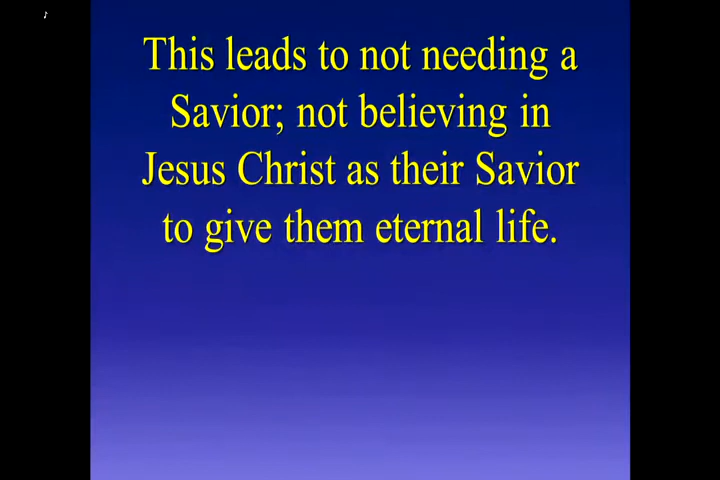 ♪
This leads to not needing a
Savior; not believing in
Jesus Christ as their Savior
to give them eternal life.